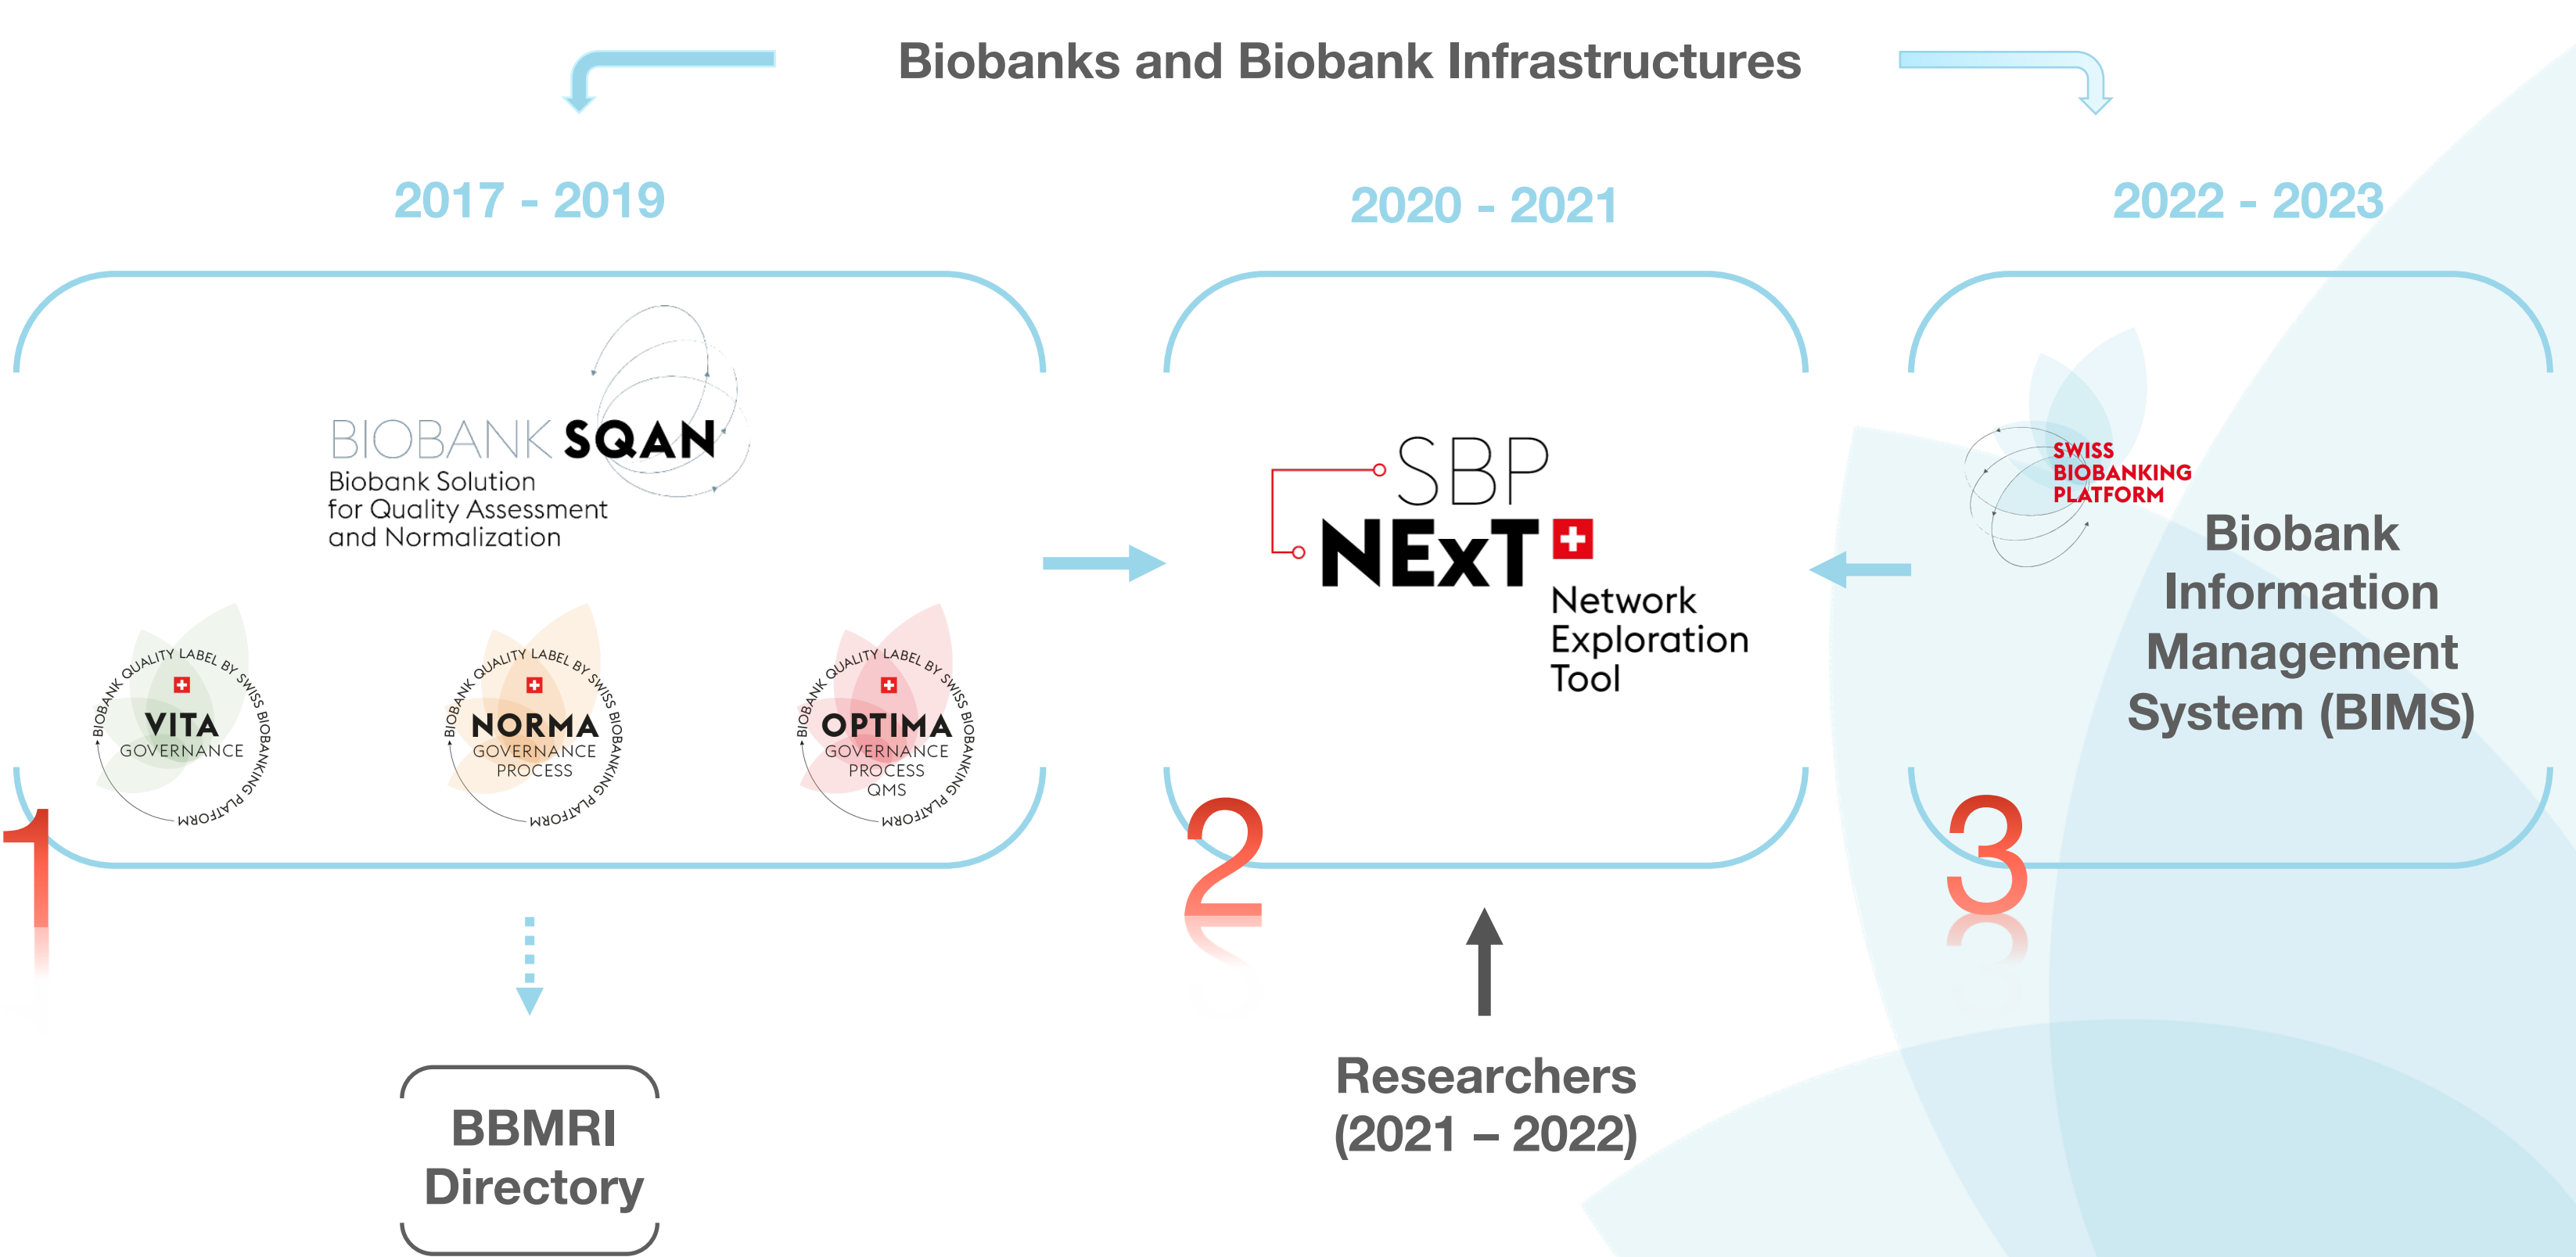 Biobanks and Biobank Infrastructures
2017 - 2019
2020 - 2021
2022 - 2023
BIOBANK SQAN
Biobank Solution
for Quality Assessment
and Normalization
BIOBANK QUALITY LABEL BY SWISS BIOBANKING PLATFORM
VITA
GOVERNANCE
BIOBANK QUALITY LABEL BY SWISS BIOBANKING PLATFORM
NORMA
GOVERNANCE
PROCESS
BIOBANK QUALITY LABEL BY SWISS BIOBANKING PLATFORM
OPTIMA
GOVERNANCE
PROCESS
QMS
1
SBP
NExT
Network
Exploration
Tool
2
SWISS
BIOBANKING
PLATFORM
Biobank
Information
Management
System (BIMS)
3
BBMRI
Directory
Researchers
(2021 – 2022)